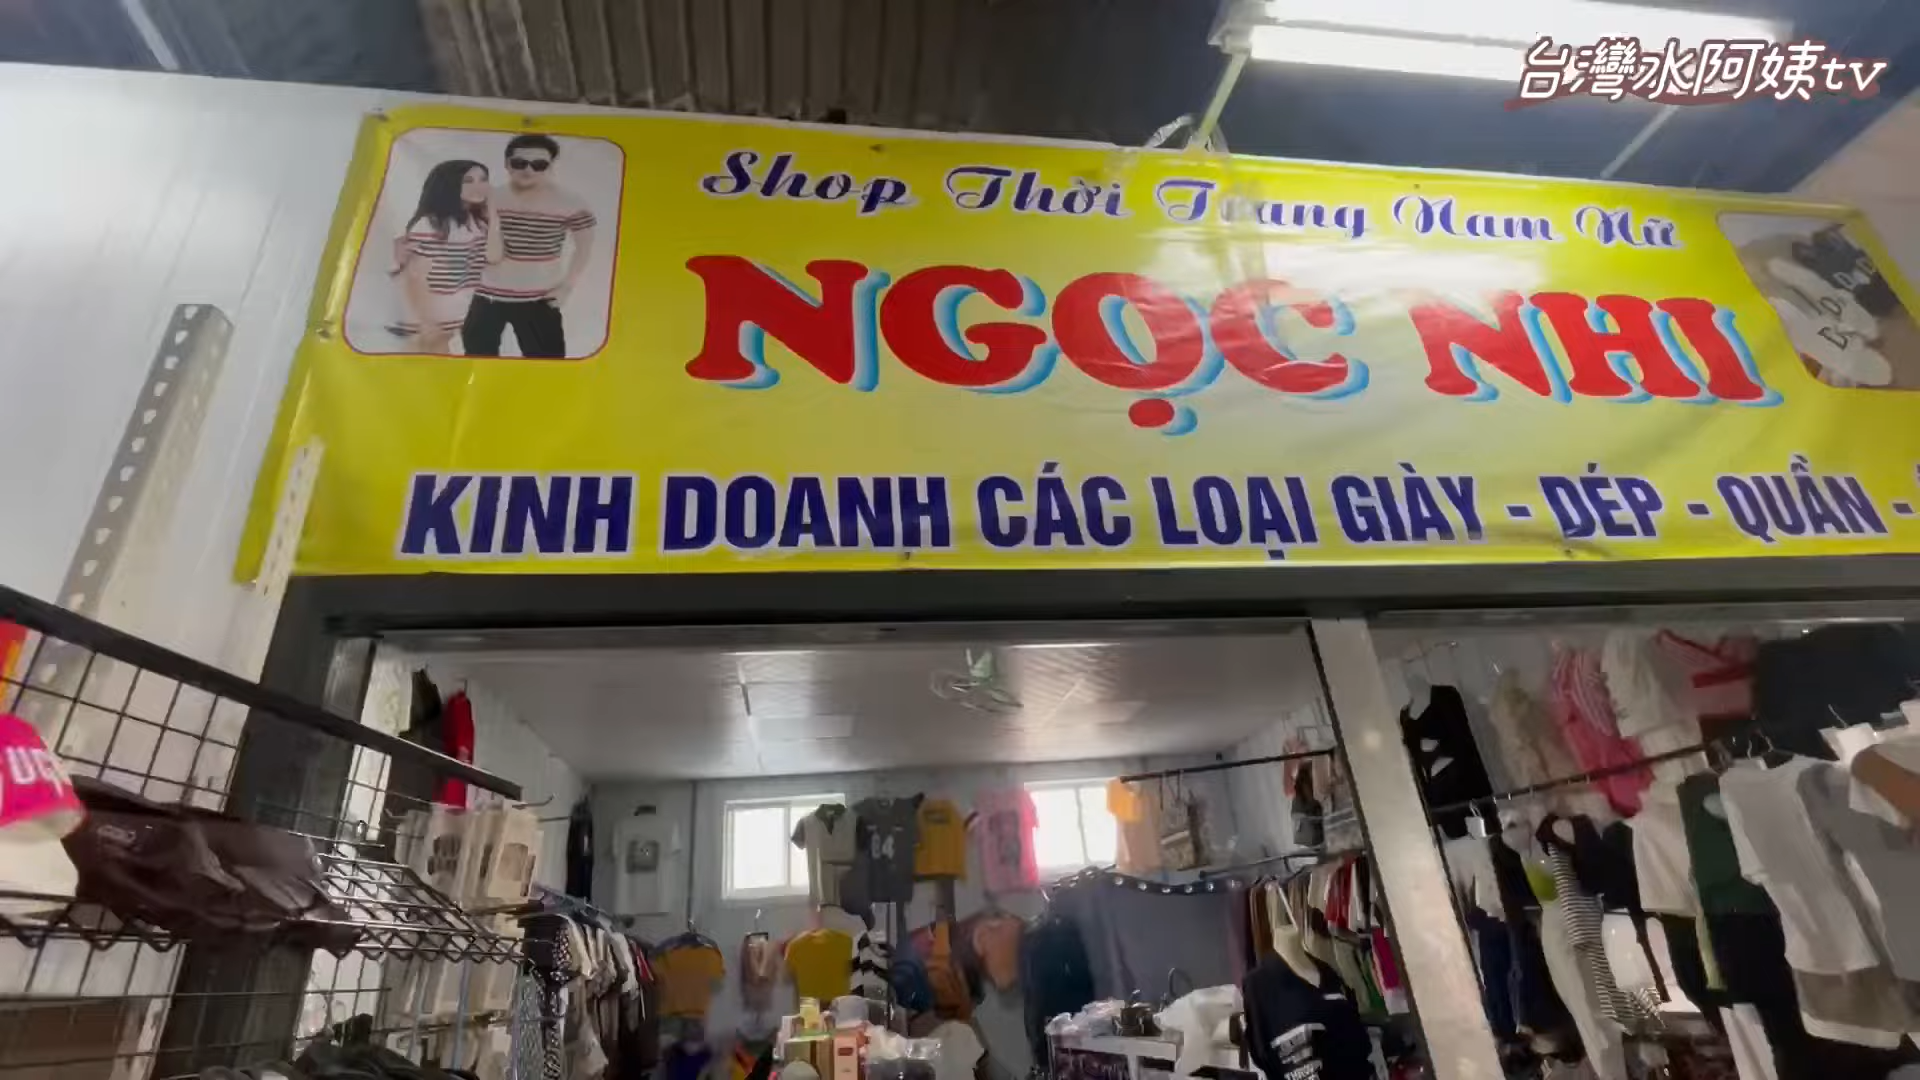 台灣水阿姨tv
Shop Thời Trang Nam Nữ
NGỌC NHI
KINH DOANH CÁC LOẠI GIÀY - DÉP - QUẦN -
84